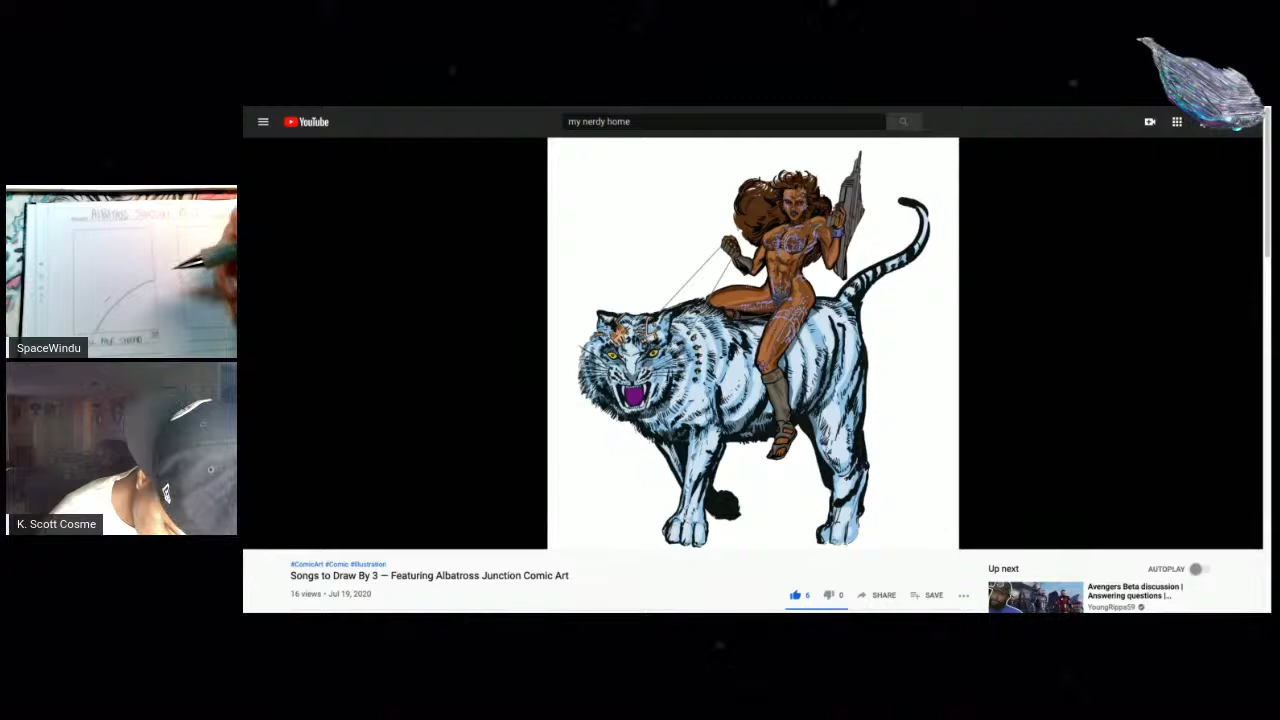 YouTube
my nerdy home
ALBATROSS
SpaceWindu
K. Scott Cosme
#ComicArt #Comic #Illustration
Songs to Draw By 3 — Featuring Albatross Junction Comic Art
16 views • Jul 19, 2020
6
0
SHARE
SAVE
Up next
AUTOPLAY
Avengers Beta discussion |
Answering questions |...
YoungRippa59